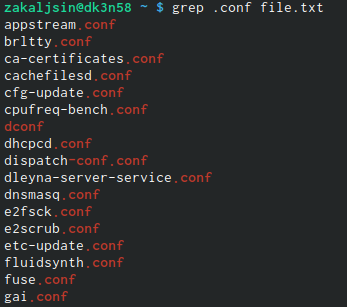 zakaljsin@dk3n58 ~ $ grep .conf file.txt
appstream.conf
brltty.conf
ca-certificates.conf
cachefilesd.conf
cfg-update.conf
cpufreq-bench.conf
dconf
dhcpcd.conf
dispatch-conf.conf
dleyna-server-service.conf
dnsmasq.conf
e2fsck.conf
e2scrub.conf
etc-update.conf
fluidsynth.conf
fuse.conf
gai.conf